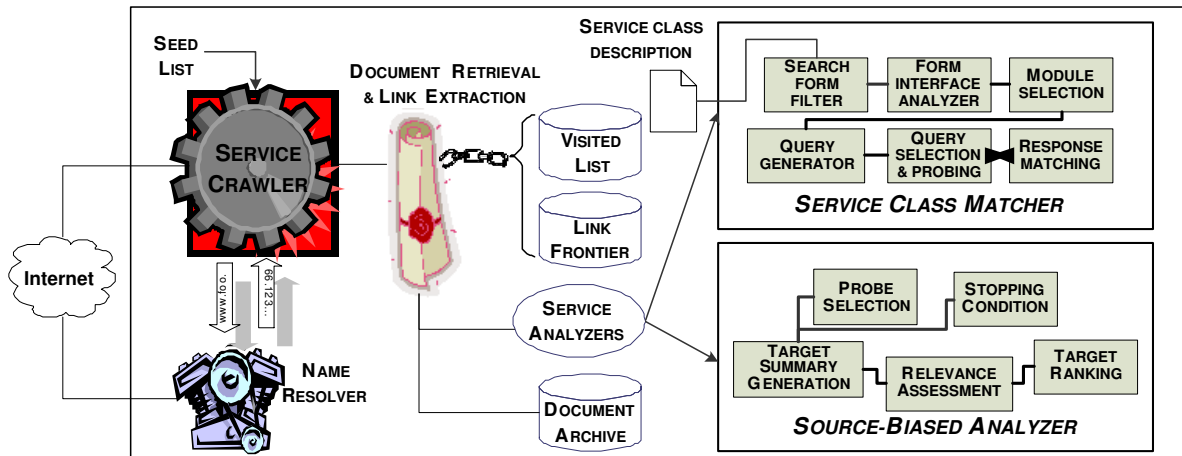 SEED
LIST
SERVICE
CRAWLER
Internet
www.foo.
66.123...
NAME
RESOLVER
DOCUMENT RETRIEVAL
& LINK EXTRACTION
VISITED
LIST
LINK
FRONTIER
SERVICE
ANALYZERS
DOCUMENT
ARCHIVE
SERVICE CLASS
DESCRIPTION
SEARCH
FORM
FILTER
FORM
INTERFACE
ANALYZER
MODULE
SELECTION
QUERY
GENERATOR
QUERY
SELECTION
& PROBING
RESPONSE
MATCHING
SERVICE CLASS MATCHER
PROBE
SELECTION
STOPPING
CONDITION
TARGET
SUMMARY
GENERATION
RELEVANCE
ASSESSMENT
TARGET
RANKING
SOURCE-BIASED ANALYZER